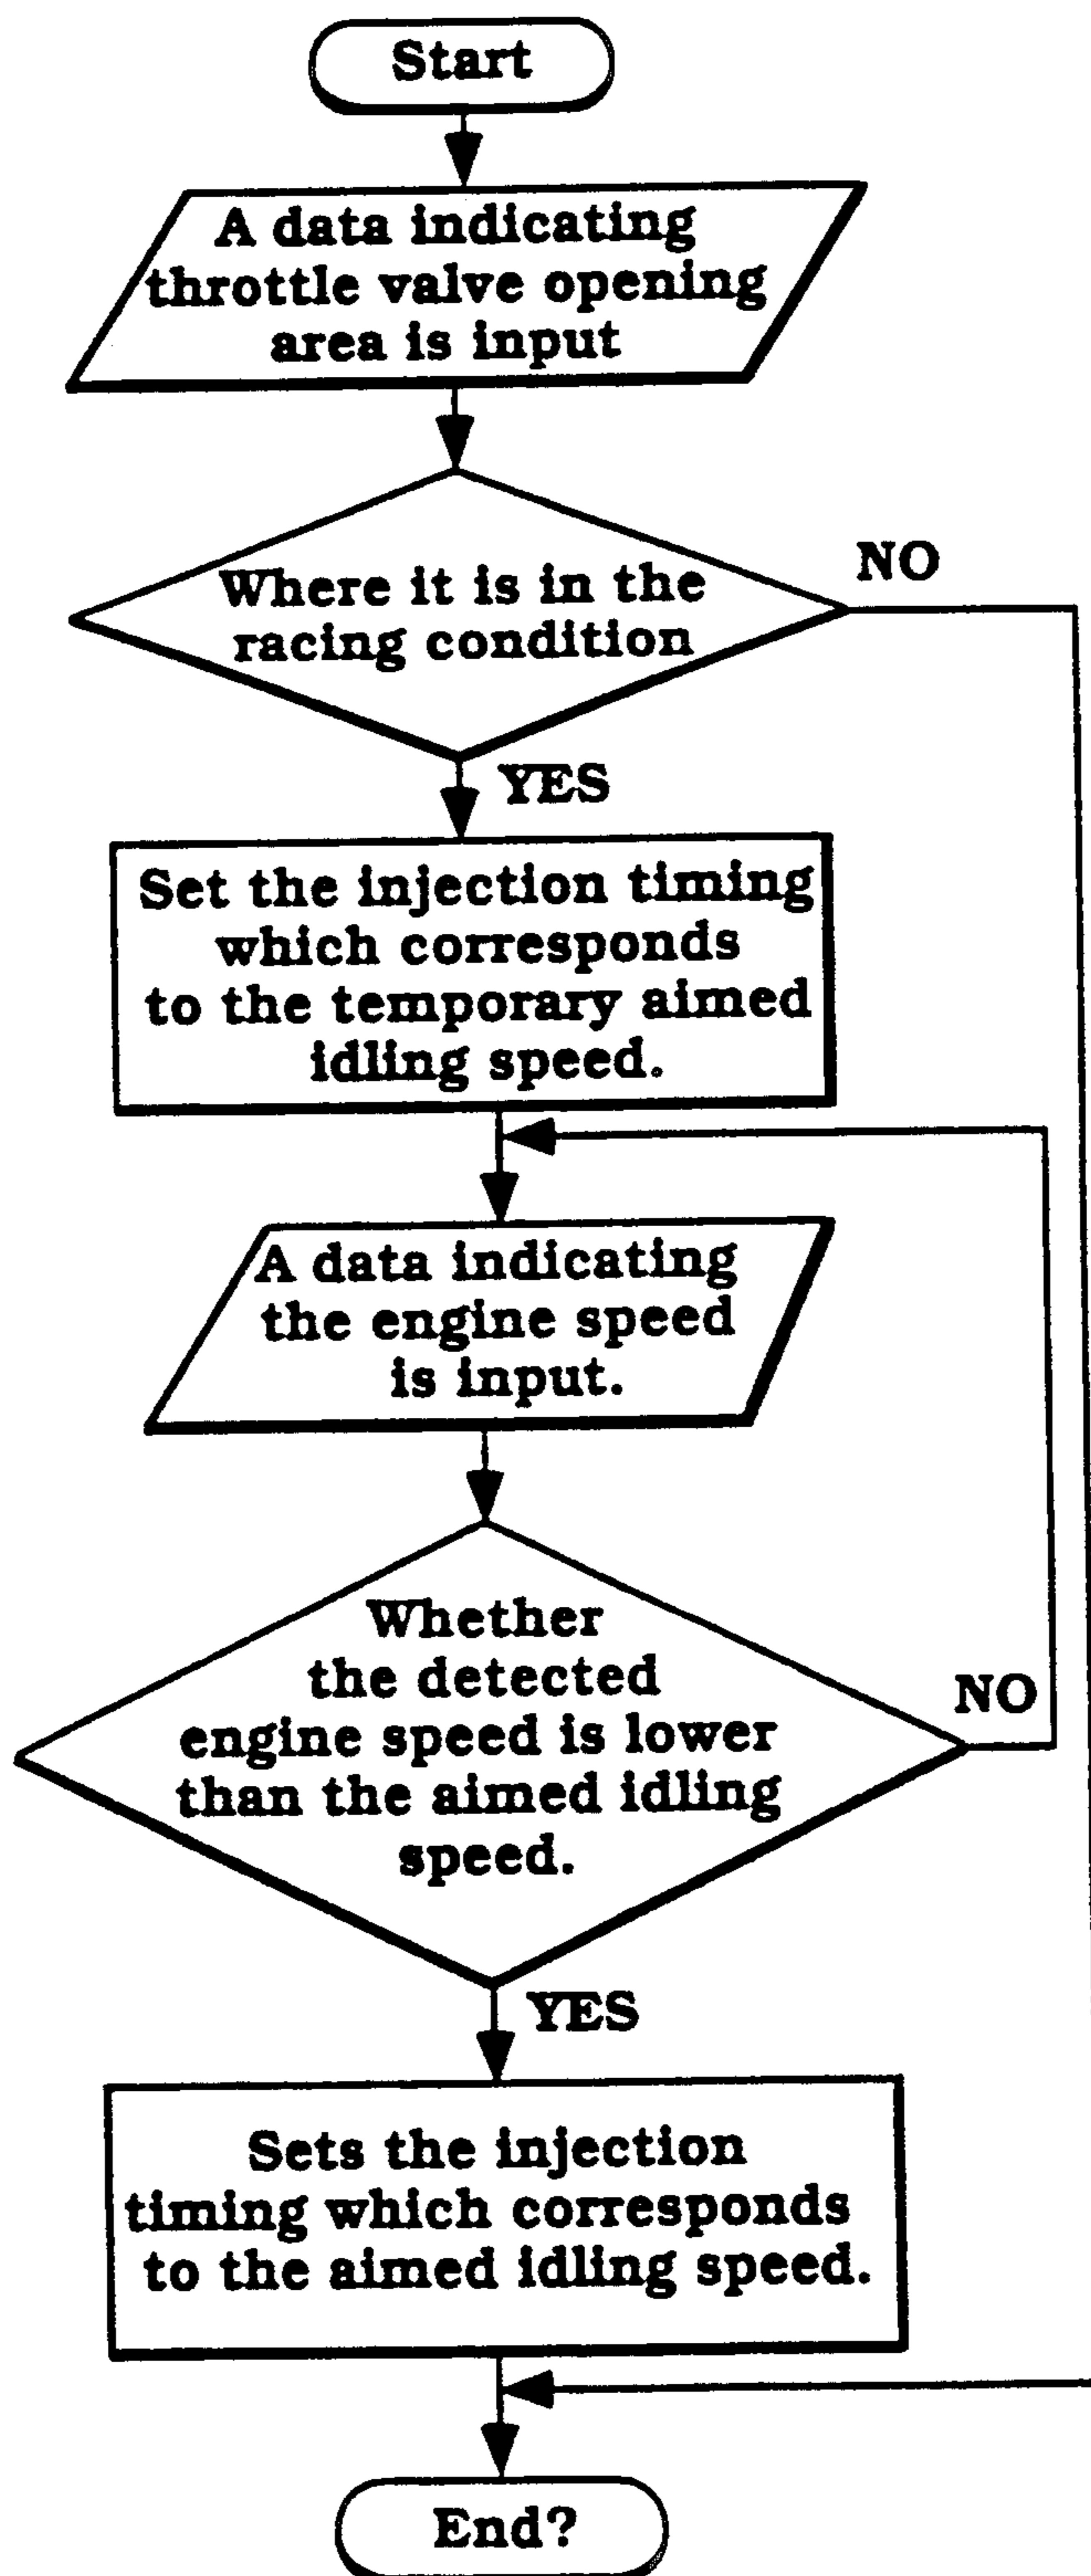 Start
A data indicating
throttle valve opening
area is input
Where it is in the
racing condition
NO
YES
Set the injection timing
which corresponds
to the temporary aimed
idling speed.
A data indicating
the engine speed
is input.
Whether
the detected
engine speed is lower
than the aimed idling
speed.
NO
YES
Sets the injection
timing which corresponds
to the aimed idling speed.
End?